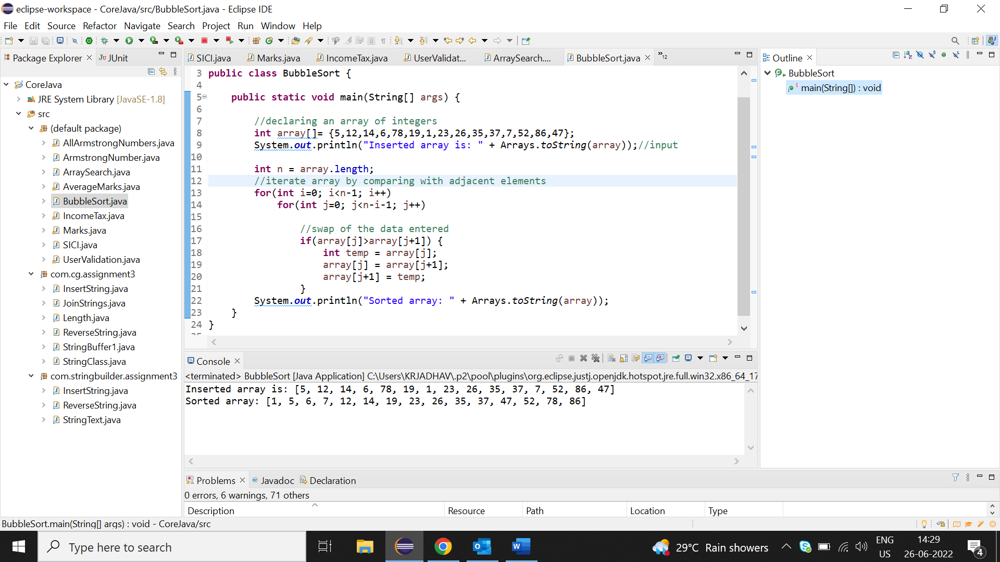 eclipse-workspace - CoreJava/src/BubbleSort.java - Eclipse IDE
File Edit Source Refactor Navigate Search Project Run Window Help
Package Explorer
JUnit
CoreJava
JRE System Library [JavaSE-1.8]
src
(default package)
AllArmstrongNumbers.java
ArmstrongNumber.java
ArraySearch.java
AverageMarks.java
BubbleSort.java
IncomeTax.java
Marks.java
SICI.java
UserValidation.java
com.cg.assignment3
InsertString.java
JoinStrings.java
Length.java
ReverseString.java
StringBuffer1.java
StringClass.java
com.stringbuilder.assignment3
InsertString.java
ReverseString.java
StringText.java
SICI.java Marks.java IncomeTax.java UserValidat... ArraySearch.... BubbleSort.java »12
3 public class BubbleSort {
4
5 public static void main(String[] args) {
6
7 //declaring an array of integers
8 int array[]= {5,12,14,6,78,19,1,23,26,35,37,7,52,86,47};
9 System.out.println("Inserted array is: " + Arrays.toString(array));//input
10
11 int n = array.length;
12 //iterate array by comparing with adjacent elements
13 for(int i=0; i<n-1; i++)
14 for(int j=0; j<n-i-1; j++)
15
16 //swap of the data entered
17 if(array[j]>array[j+1]) {
18 int temp = array[j];
19 array[j] = array[j+1];
20 array[j+1] = temp;
21 }
22 System.out.println("Sorted array: " + Arrays.toString(array));
23 }
24 }
Console
<terminated> BubbleSort [Java Application] C:\Users\KRJADHAV\.p2\pool\plugins\org.eclipse.justj.openjdk.hotspot.jre.full.win32.x86_64_17
Inserted array is: [5, 12, 14, 6, 78, 19, 1, 23, 26, 35, 37, 7, 52, 86, 47]
Sorted array: [1, 5, 6, 7, 12, 14, 19, 23, 26, 35, 37, 47, 52, 78, 86]
Problems @ Javadoc Declaration
0 errors, 6 warnings, 71 others
Description Resource Path Location Type
Outline
BubbleSort
main(String[]) : void
BubbleSort.main(String[] args) : void - CoreJava/src
Type here to search
29°C Rain showers
ENG
US
14:29
26-06-2022
4